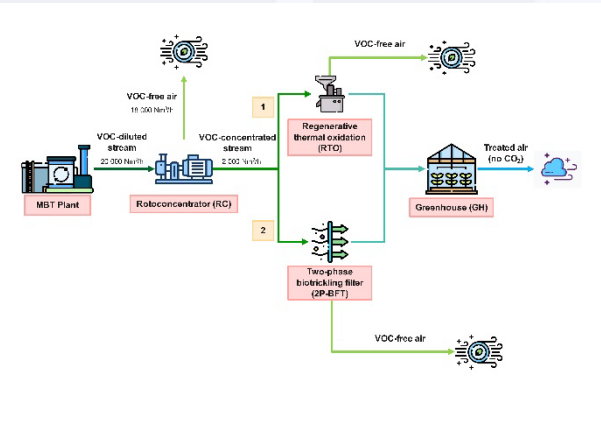 VOC-free air
VOC-free air
18 000 Nm³/h
1
VOC-diluted
stream
20 000 Nm³/h
VOC-concentrated
stream
2 000 Nm³/h
Regenerative
thermal oxidation
(RTO)
Treated air
(no CO₂)
MBT Plant
Rotoconcentrator (RC)
Greenhouse (GH)
2
Two-phase
biotrickling filter
(2P-BFT)
VOC-free air